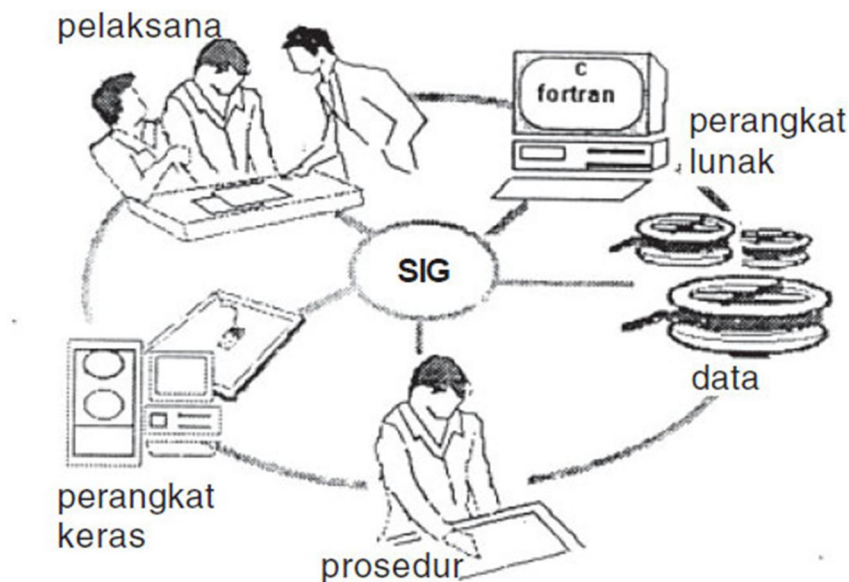 pelaksana
C
fortran
perangkat
lunak
SIG
data
perangkat
keras
prosedur